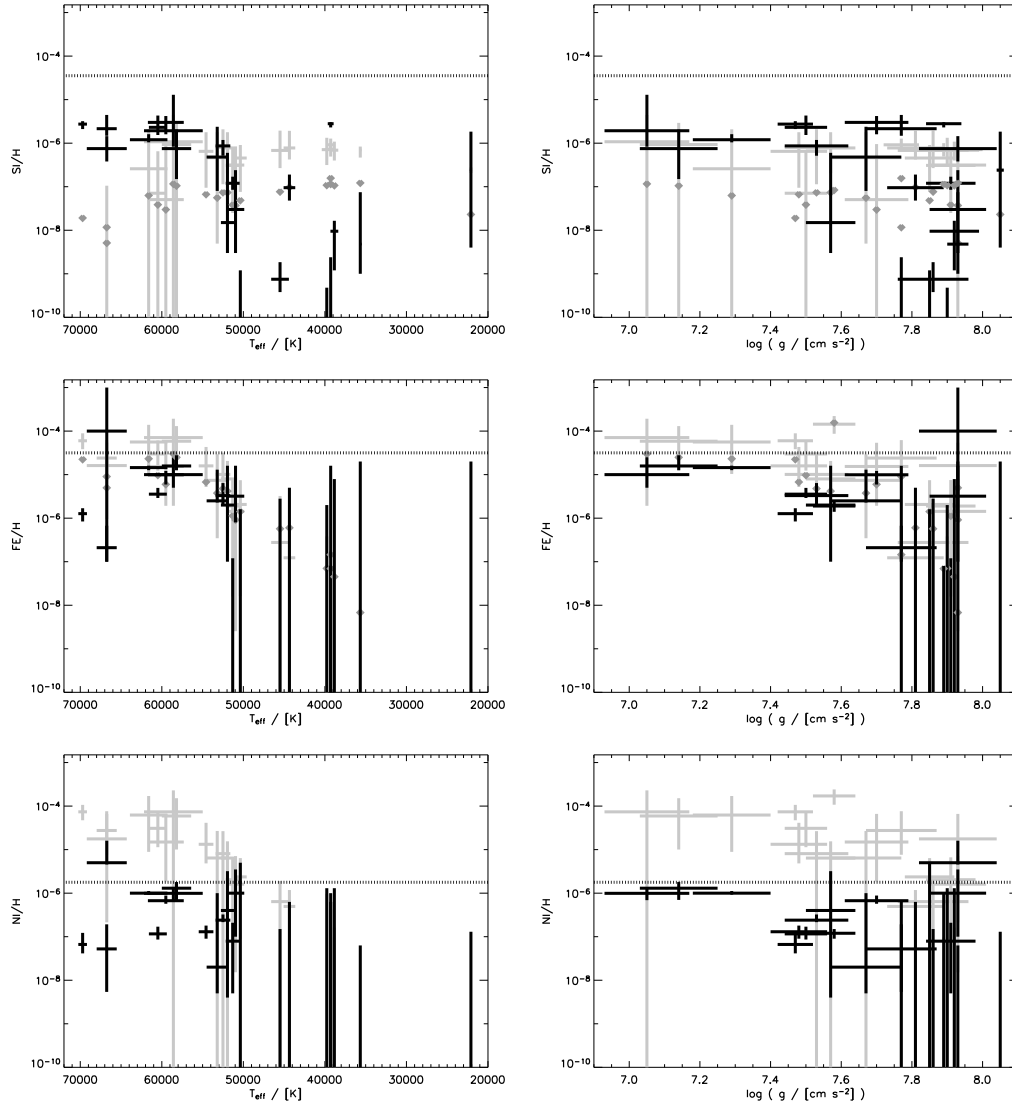 SI/H
10⁻⁴
10⁻⁶
10⁻⁸
10⁻¹⁰
70000 60000 50000 40000 30000 20000
T_eff / [K]
SI/H
10⁻⁴
10⁻⁶
10⁻⁸
10⁻¹⁰
7.0 7.2 7.4 7.6 7.8 8.0
log ( g / [cm s⁻²] )
FE/H
10⁻⁴
10⁻⁶
10⁻⁸
10⁻¹⁰
70000 60000 50000 40000 30000 20000
T_eff / [K]
FE/H
10⁻⁴
10⁻⁶
10⁻⁸
10⁻¹⁰
7.0 7.2 7.4 7.6 7.8 8.0
log ( g / [cm s⁻²] )
NI/H
10⁻⁴
10⁻⁶
10⁻⁸
10⁻¹⁰
70000 60000 50000 40000 30000 20000
T_eff / [K]
NI/H
10⁻⁴
10⁻⁶
10⁻⁸
10⁻¹⁰
7.0 7.2 7.4 7.6 7.8 8.0
log ( g / [cm s⁻²] )